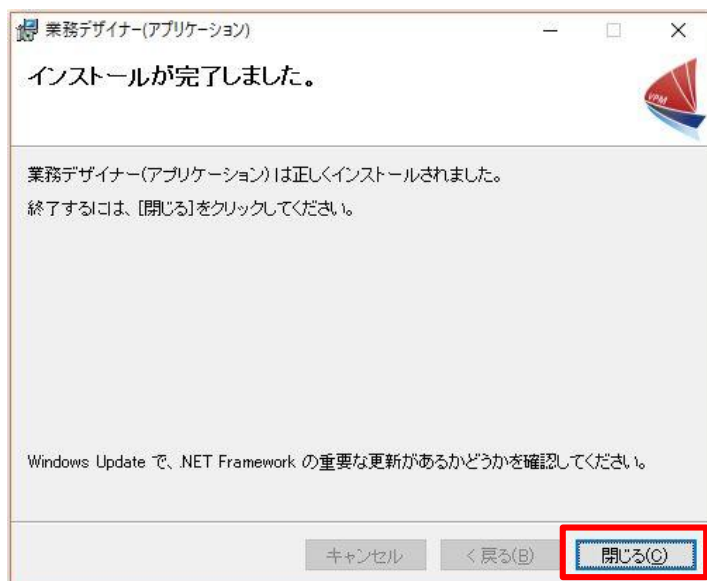 業務デザイナー(アプリケーション)
インストールが完了しました。
VPM
業務デザイナー(アプリケーション)は正しくインストールされました。
終了するには、[閉じる]をクリックしてください。
Windows Update で、.NET Framework の重要な更新があるかどうかを確認してください。
キャンセル
< 戻る(B)
閉じる(C)